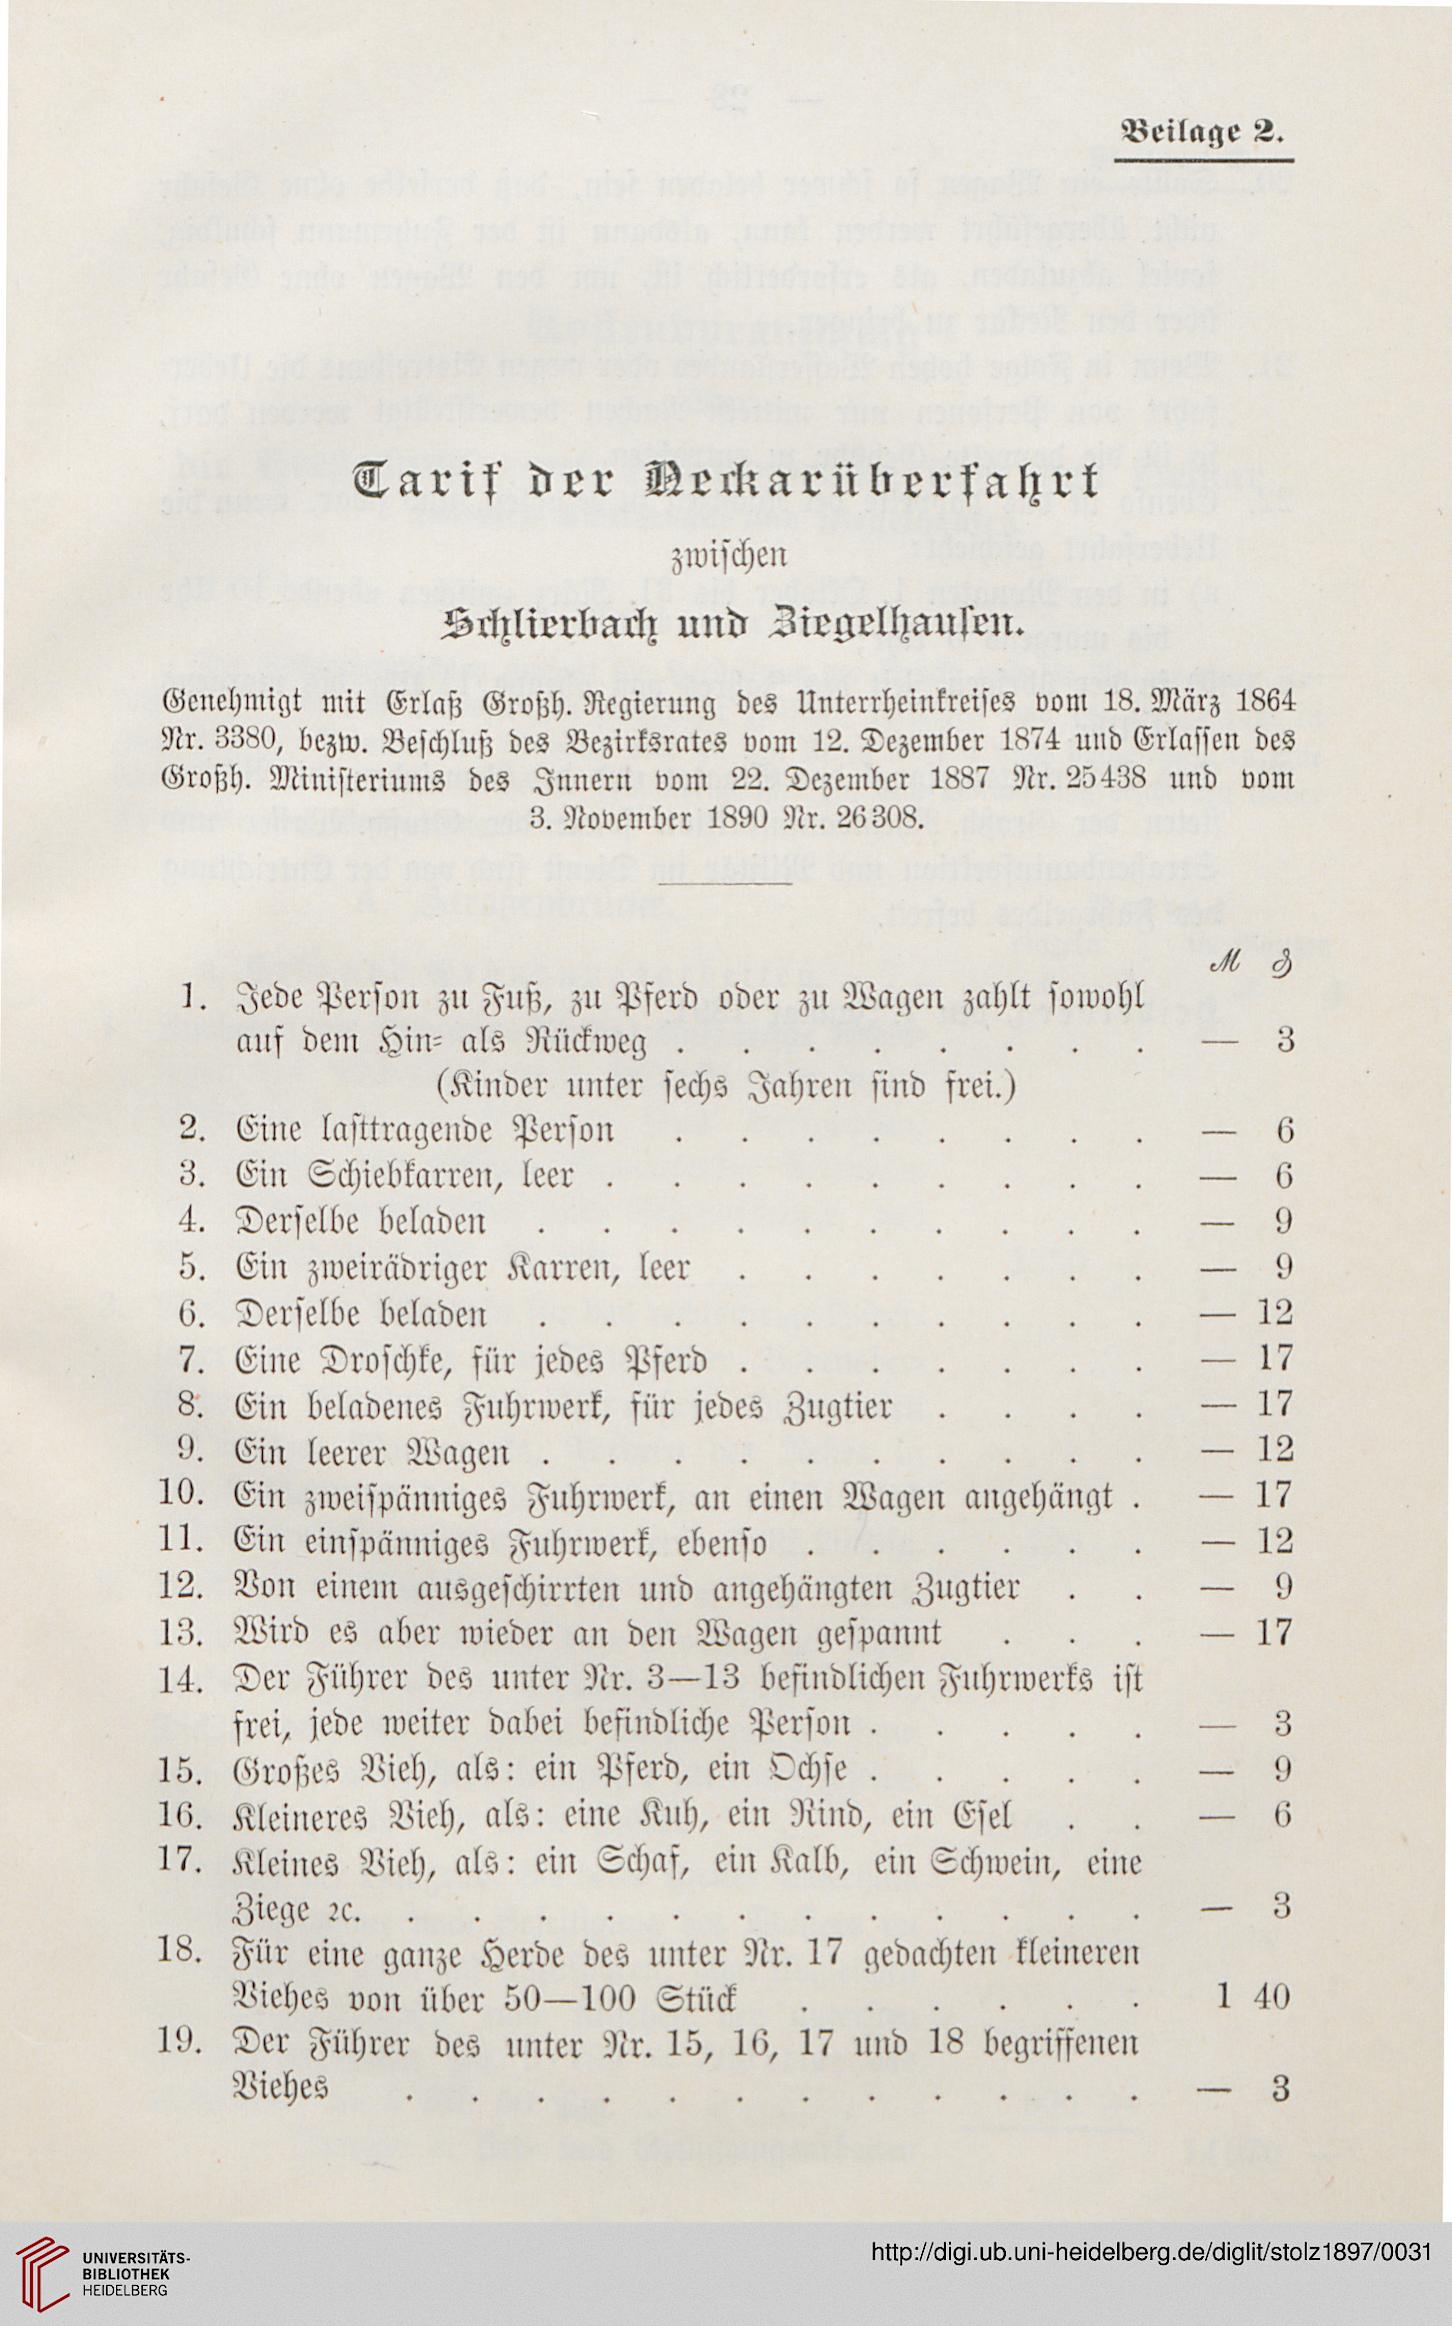 Beilage 2.
Tarif der Neckarüberfahrt
zwischen
Schlierbach und Ziegelhausen.
Genehmigt mit Erlaß Großh. Regierung des Unterrheinkreises vom 18. März 1864
Nr. 3380, bezw. Beschluß des Bezirksrates vom 12. Dezember 1874 und Erlassen des
Großh. Ministeriums des Innern vom 22. Dezember 1887 Nr. 25438 und vom
3. November 1890 Nr. 26308.
M ₰
1. Jede Person zu Fuß, zu Pferd oder zu Wagen zahlt sowohl
auf dem Hin- als Rückweg . . . . . . . . — 3
(Kinder unter sechs Jahren sind frei.)
2. Eine lasttragende Person . . . . . . . . — 6
3. Ein Schiebkarren, leer . . . . . . . . . — 6
4. Derselbe beladen . . . . . . . . . . — 9
5. Ein zweirädriger Karren, leer . . . . . . . — 9
6. Derselbe beladen . . . . . . . . . . — 12
7. Eine Droschke, für jedes Pferd . . . . . . . — 17
8. Ein beladenes Fuhrwerk, für jedes Zugtier . . . . — 17
9. Ein leerer Wagen . . . . . . . . . . — 12
10. Ein zweispänniges Fuhrwerk, an einen Wagen angehängt . — 17
11. Ein einspänniges Fuhrwerk, ebenso . . . . . . — 12
12. Von einem ausgeschirrten und angehängten Zugtier . . — 9
13. Wird es aber wieder an den Wagen gespannt . . . — 17
14. Der Führer des unter Nr. 3—13 befindlichen Fuhrwerks ist
frei, jede weiter dabei befindliche Person . . . . . — 3
15. Großes Vieh, als: ein Pferd, ein Ochse . . . . . — 9
16. Kleineres Vieh, als: eine Kuh, ein Rind, ein Esel . . — 6
17. Kleines Vieh, als: ein Schaf, ein Kalb, ein Schwein, eine
Ziege ꝛc. . . . . . . . . . . . . — 3
18. Für eine ganze Herde des unter Nr. 17 gedachten kleineren
Viehes von über 50—100 Stück . . . . . . 1 40
19. Der Führer des unter Nr. 15, 16, 17 und 18 begriffenen
Viehes . . . . . . . . . . . . — 3
UNIVERSITÄTS-
BIBLIOTHEK
HEIDELBERG
http://digi.ub.uni-heidelberg.de/diglit/stolz1897/0031